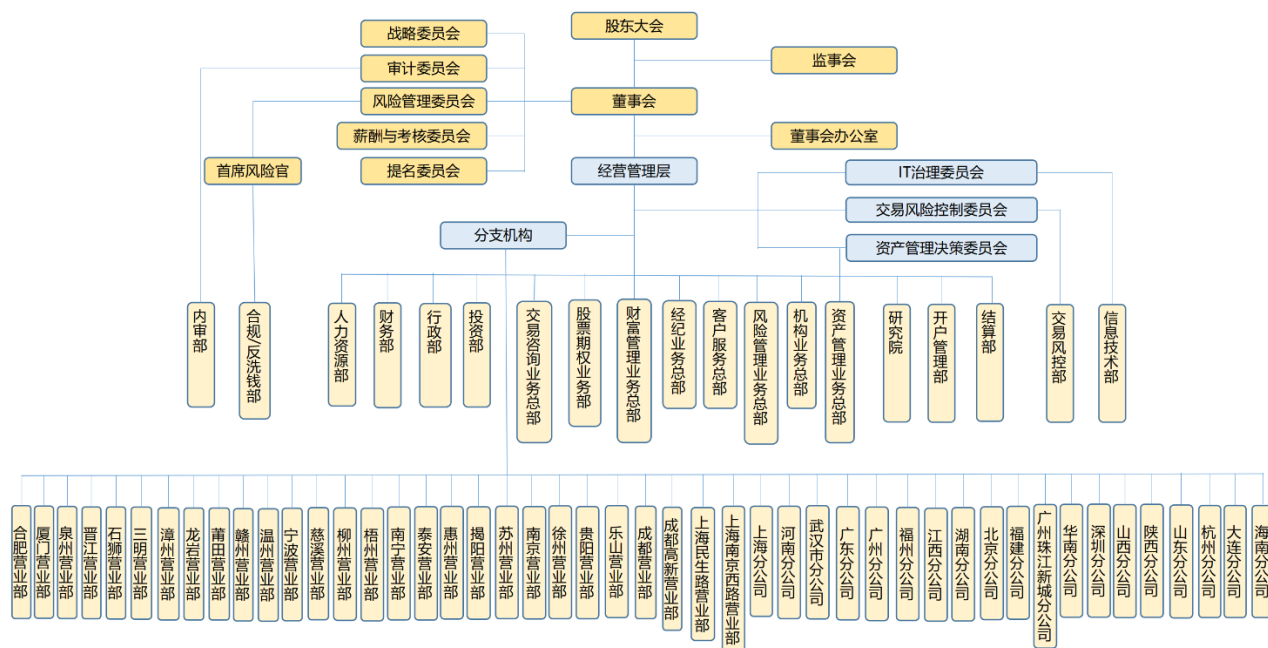 股东大会
战略委员会
监事会
审计委员会
风险管理委员会
董事会
薪酬与考核委员会
董事会办公室
首席风险官
提名委员会
经营管理层
IT治理委员会
交易风险控制委员会
分支机构
资产管理决策委员会
内审部
合规/反洗钱部
人力资源部
财务部
行政部
投资部
交易咨询业务总部
股票期权业务部
财富管理业务总部
经纪业务总部
客户服务总部
风险管理业务总部
机构业务总部
资产管理业务总部
研究院
开户管理部
结算部
交易风控部
信息技术部
合肥营业部
厦门营业部
泉州营业部
晋江营业部
石狮营业部
三明营业部
漳州营业部
龙岩营业部
莆田营业部
赣州营业部
温州营业部
宁波营业部
慈溪营业部
柳州营业部
梧州营业部
南宁营业部
泰安营业部
惠州营业部
揭阳营业部
苏州营业部
南京营业部
徐州营业部
贵阳营业部
乐山营业部
成都营业部
成都高新营业部
上海民生路营业部
上海南京西路营业部
上海分公司
河南分公司
武汉市分公司
广东分公司
广州分公司
福州分公司
江西分公司
湖南分公司
北京分公司
福建分公司
广州珠江新城分公司
华南分公司
深圳分公司
山西分公司
陕西分公司
山东分公司
杭州分公司
大连分公司
海南分公司